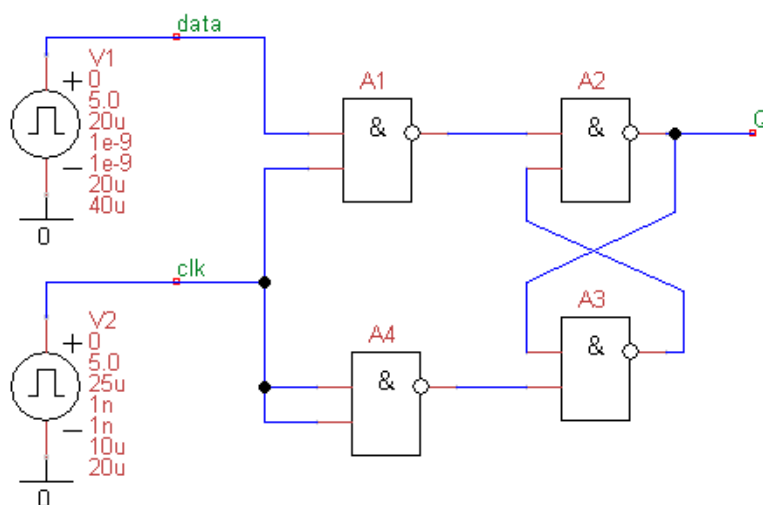 data
V1
+
0
5.0
20u
1e-9
1e-9
20u
40u
0
A1
&
A2
&
Q
clk
V2
+
0
5.0
25u
1n
1n
10u
20u
0
A4
&
A3
&